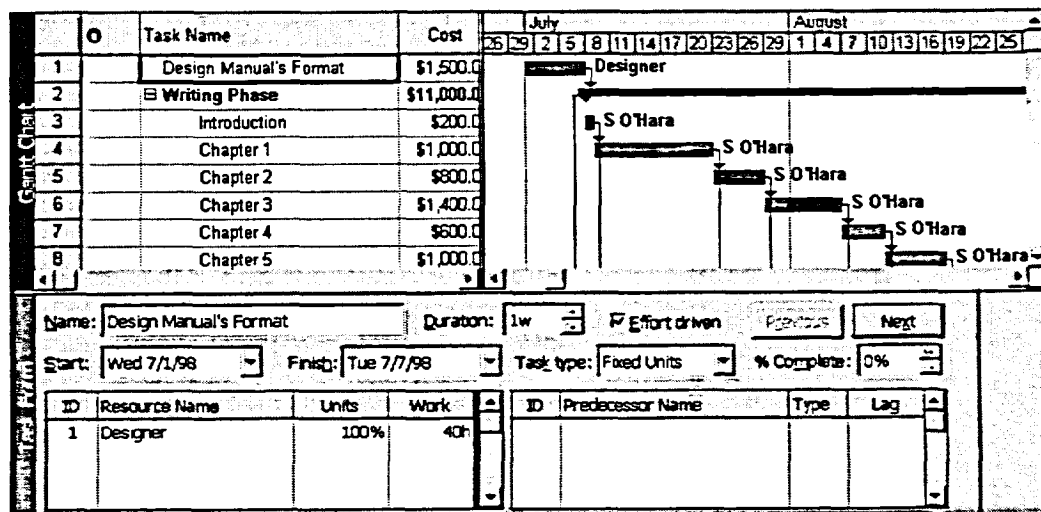 July August
Task Name Cost 26 29 2 5 8 11 14 17 20 23 26 29 1 4 7 10 13 16 19 22 25
1 Design Manual's Format $1,500.0 Designer
2 Writing Phase $11,000.0
3 Introduction $200.0 S O'Hara
4 Chapter 1 $1,000.0 S O'Hara
5 Chapter 2 $800.0 S O'Hara
6 Chapter 3 $1,400.0 S O'Hara
7 Chapter 4 $600.0 S O'Hara
8 Chapter 5 $1,000.0 S O'Hara
Gantt Chart
Name: Design Manual's Format Duration: 1w Effort driven Previous Next
Start: Wed 7/1/98 Finish: Tue 7/7/98 Task type: Fixed Units % Complete: 0%
ID Resource Name Units Work ID Predecessor Name Type Lag
1 Designer 100% 40h